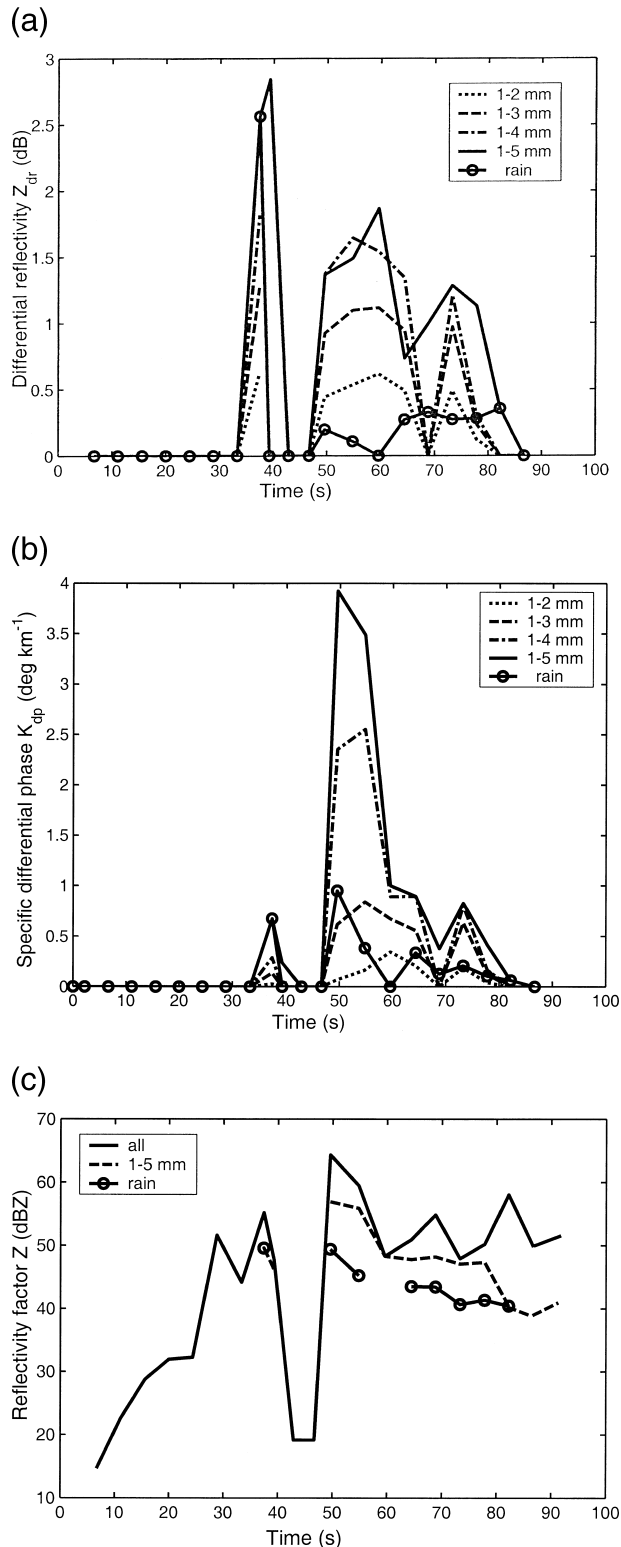 (a)
3
2.5
2
1.5
1
0.5
0
Differential reflectivity Zdr (dB)
1-2 mm
1-3 mm
1-4 mm
1-5 mm
rain
0 10 20 30 40 50 60 70 80 90 100
Time (s)
(b)
4
3.5
3
2.5
2
1.5
1
0.5
0
Specific differential phase Kdp (deg km-1)
1-2 mm
1-3 mm
1-4 mm
1-5 mm
rain
0 10 20 30 40 50 60 70 80 90 100
Time (s)
(c)
70
60
50
40
30
20
10
Reflectivity factor Z (dBZ)
all
1-5 mm
rain
0 10 20 30 40 50 60 70 80 90 100
Time (s)